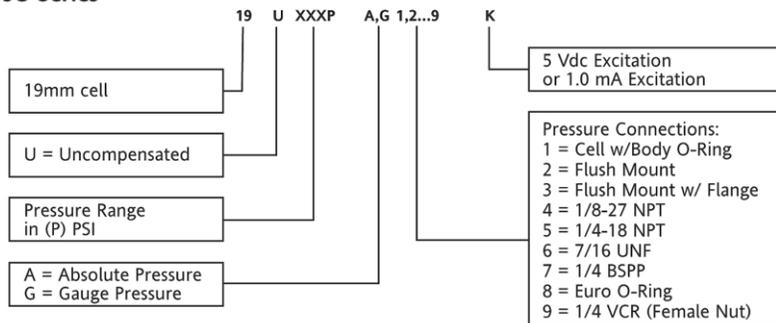 19 U XXXP A,G 1,2...9 K
19mm cell
U = Uncompensated
Pressure Range
in (P) PSI
A = Absolute Pressure
G = Gauge Pressure
5 Vdc Excitation
or 1.0 mA Excitation
Pressure Connections:
1 = Cell w/Body O-Ring
2 = Flush Mount
3 = Flush Mount w/ Flange
4 = 1/8-27 NPT
5 = 1/4-18 NPT
6 = 7/16 UNF
7 = 1/4 BSPP
8 = Euro O-Ring
9 = 1/4 VCR (Female Nut)